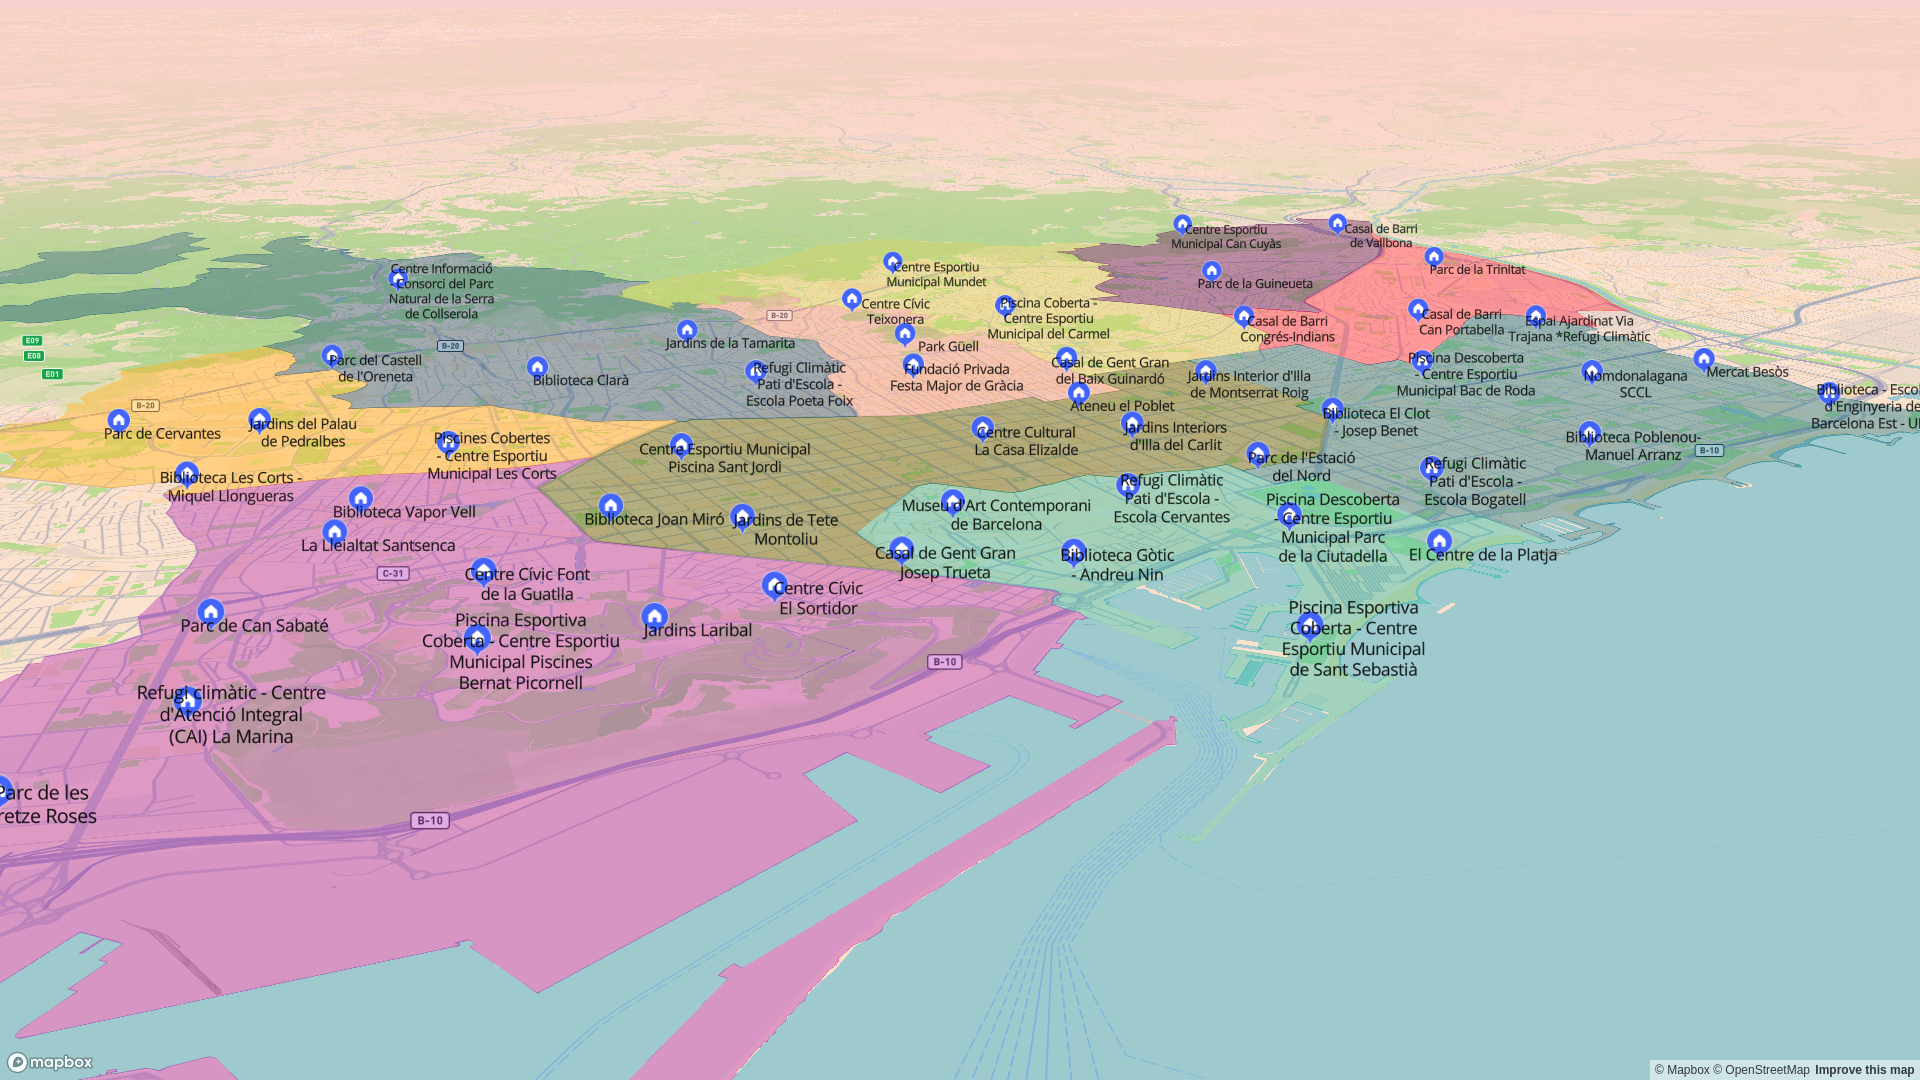 Centre Esportiu
Municipal Can Cuyàs
Casal de Barri
de Vallbona
Centre Informació
Consorci del Parc
Natural de la Serra
de Collserola
Centre Esportiu
Municipal Mundet
Parc de la Trinitat
Parc de la Guineueta
Centre Cívic
Teixonera
Piscina Coberta -
Centre Esportiu
Municipal del Carmel
B-20
Casal de Barri
Congrés-Indians
Casal de Barri
Can Portabella
Espai Ajardinat Via
Trajana *Refugi Climàtic
E09
E08
E01
B-20
Jardins de la Tamarita
Park Güell
Parc del Castell
de l'Oreneta
Biblioteca Clarà
Refugi Climàtic
Pati d'Escola -
Escola Poeta Foix
Fundació Privada
Festa Major de Gràcia
Casal de Gent Gran
del Baix Guinardó
Jardins Interior d'Illa
de Montserrat Roig
Piscina Descoberta
- Centre Esportiu
Municipal Bac de Roda
Nomdonalagana
SCCL
Mercat Besòs
Biblioteca - Escol
d'Enginyeria de
Barcelona Est - U
B-20
Parc de Cervantes
Jardins del Palau
de Pedralbes
Piscines Cobertes
- Centre Esportiu
Municipal Les Corts
Centre Esportiu Municipal
Piscina Sant Jordi
Centre Cultural
La Casa Elizalde
Ateneu el Poblet
Jardins Interiors
d'Illa del Carlit
Biblioteca El Clot
- Josep Benet
Biblioteca Poblenou-
Manuel Arranz
B-10
Parc de l'Estació
del Nord
Refugi Climàtic
Pati d'Escola -
Escola Bogatell
Biblioteca Les Corts -
Miquel Llongueras
Biblioteca Vapor Vell
La Lleialtat Santsenca
Biblioteca Joan Miró
Jardins de Tete
Montoliu
Museu d'Art Contemporani
de Barcelona
Refugi Climàtic
Pati d'Escola -
Escola Cervantes
Piscina Descoberta
- Centre Esportiu
Municipal Parc
de la Ciutadella
El Centre de la Platja
C-31
Centre Cívic Font
de la Guatlla
Casal de Gent Gran
Josep Trueta
Biblioteca Gòtic
- Andreu Nin
Centre Cívic
El Sortidor
Parc de Can Sabaté
Piscina Esportiva
Coberta - Centre Esportiu
Municipal Piscines
Bernat Picornell
Jardins Laribal
Piscina Esportiva
Coberta - Centre
Esportiu Municipal
de Sant Sebastià
B-10
Refugi climàtic - Centre
d'Atenció Integral
(CAI) La Marina
Parc de les
retze Roses
B-10
mapbox
© Mapbox © OpenStreetMap Improve this map